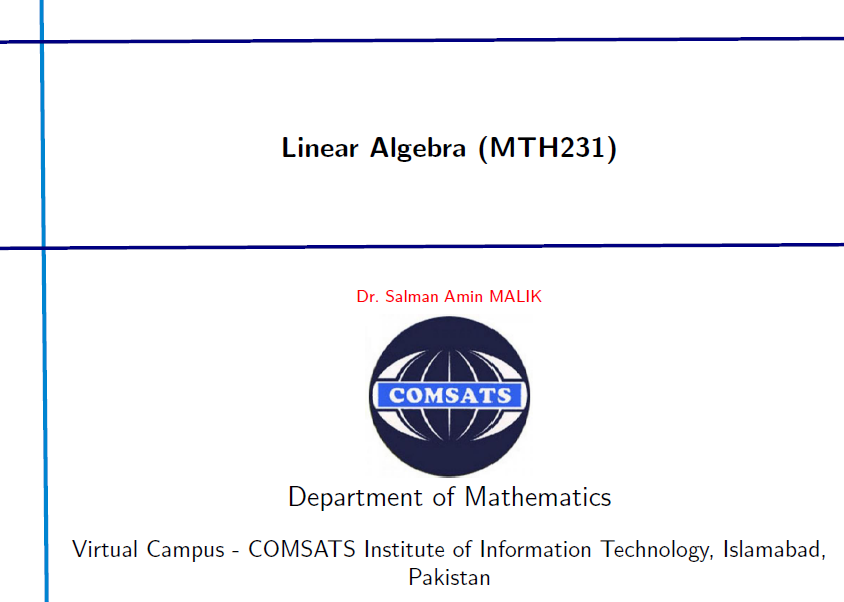 Linear Algebra (MTH231)
Dr. Salman Amin MALIK
COMSATS
Department of Mathematics
Virtual Campus - COMSATS Institute of Information Technology, Islamabad,
Pakistan